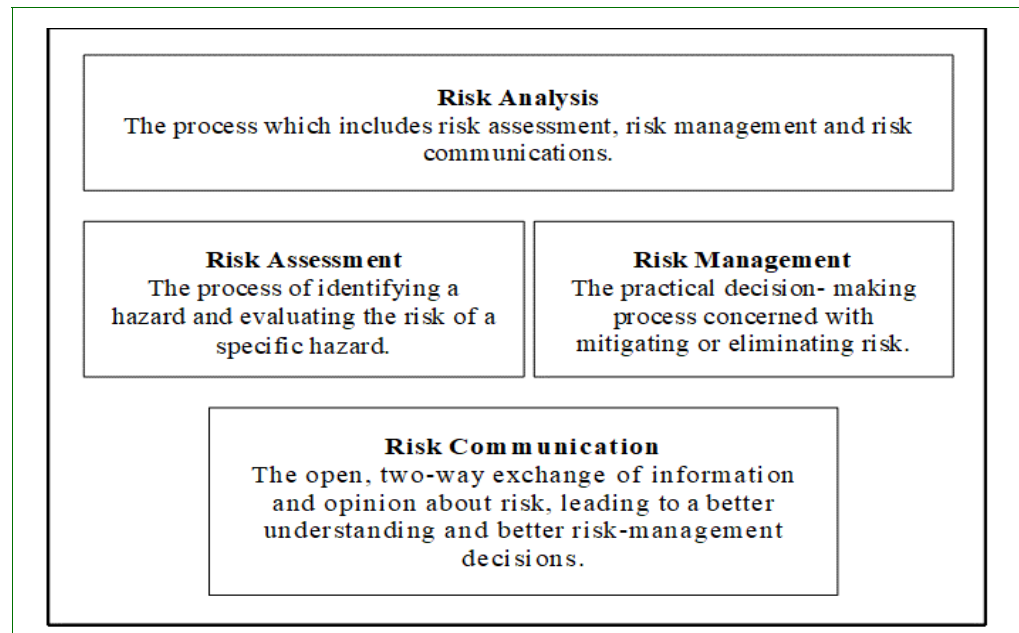 Risk Analysis
The process which includes risk assessment, risk management and risk
communications.
Risk Assessment
The process of identifying a
hazard and evaluating the risk of a
specific hazard.
Risk Management
The practical decision- making
process concerned with
mitigating or eliminating risk.
Risk Communication
The open, two-way exchange of information
and opinion about risk, leading to a better
understanding and better risk-management
decisions.